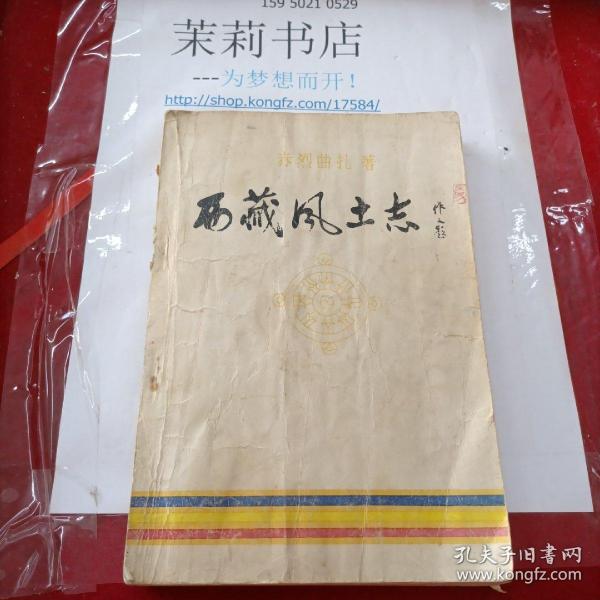 159 5021 0529
茉莉书店
---为梦想而开！
http://shop.kongfz.com/17584/
赤烈曲扎 著
西藏风土志
孔夫子旧书网
www.kongfz.com